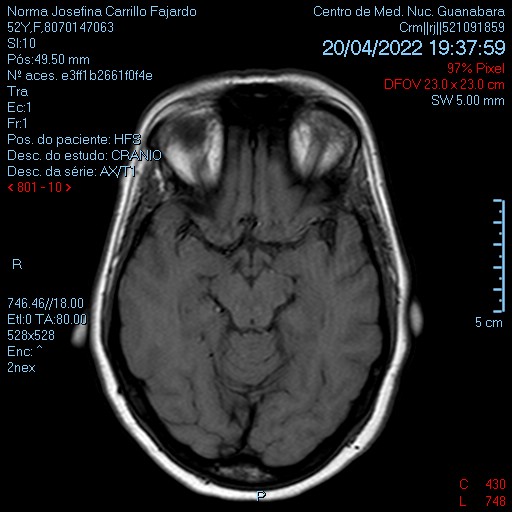 Norma Josefina Carrillo Fajardo
52Y,F,8070147063
Sl:10
Pós:49.50 mm
Nº aces. e3ff1b2661f0f4e
Tra
Ec:1
Fr:1
Pos. do paciente: HFS
Desc. do estudo: CRANIO
Desc. da série: AX/T1
< 801 - 10 >
Centro de Med. Nuc. Guanabara
Crm||rj||521091859
20/04/2022 19:37:59
97% Pixel
DFOV 23.0 x 23.0 cm
SW 5.00 mm
R
746.46//18.00
Etl:0 TA:80.00
528x528
Enc: ^
2nex
5 cm
P
C 430
L 748